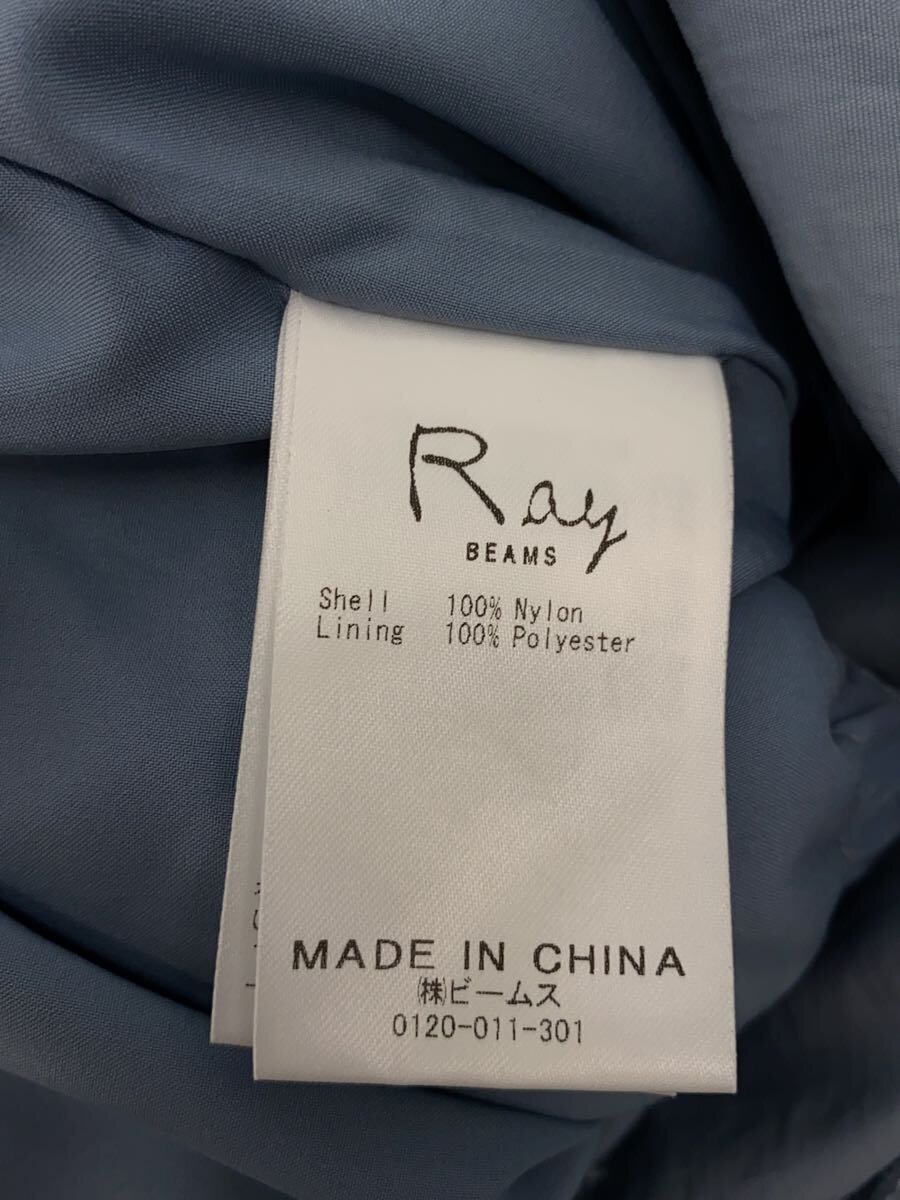 Ray
BEAMS
Shell 100% Nylon
Lining 100% Polyester
MADE IN CHINA
㈱ビームス
0120-011-301